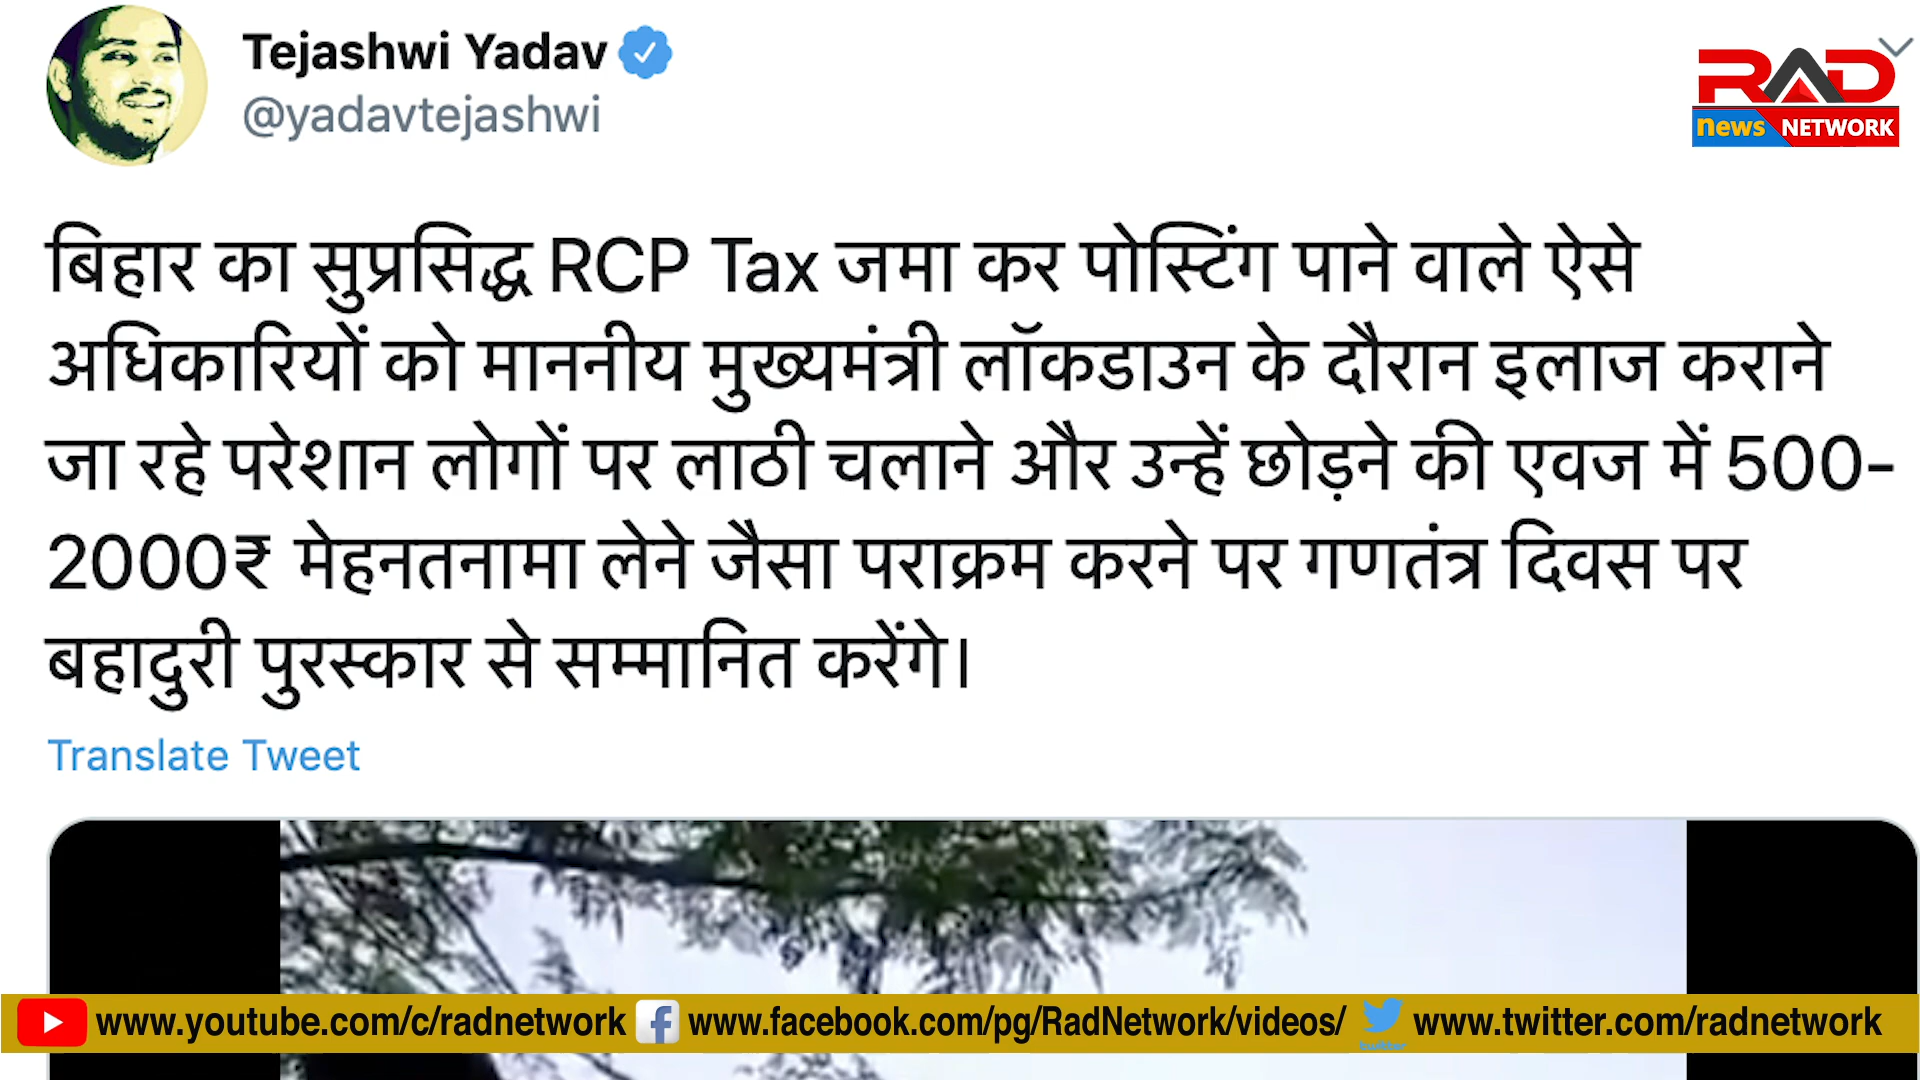 Tejashwi Yadav
@yadavtejashwi
RAD
news NETWORK
बिहार का सुप्रसिद्ध RCP Tax जमा कर पोस्टिंग पाने वाले ऐसे
अधिकारियों को माननीय मुख्यमंत्री लॉकडाउन के दौरान इलाज कराने
जा रहे परेशान लोगों पर लाठी चलाने और उन्हें छोड़ने की एवज में 500-
2000₹ मेहनतनामा लेने जैसा पराक्रम करने पर गणतंत्र दिवस पर
बहादुरी पुरस्कार से सम्मानित करेंगे।
Translate Tweet
www.youtube.com/c/radnetwork f www.facebook.com/pg/RadNetwork/videos/ twitter www.twitter.com/radnetwork